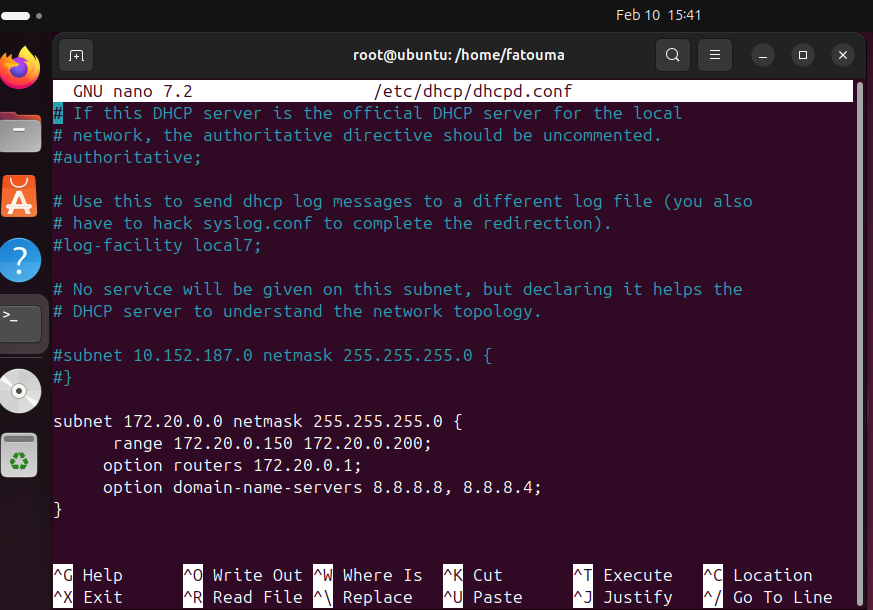 Feb 10 15:41
root@ubuntu: /home/fatouma
GNU nano 7.2 /etc/dhcp/dhcpd.conf
# If this DHCP server is the official DHCP server for the local
# network, the authoritative directive should be uncommented.
#authoritative;
# Use this to send dhcp log messages to a different log file (you also
# have to hack syslog.conf to complete the redirection).
#log-facility local7;
# No service will be given on this subnet, but declaring it helps the
# DHCP server to understand the network topology.
#subnet 10.152.187.0 netmask 255.255.255.0 {
#}
subnet 172.20.0.0 netmask 255.255.255.0 {
range 172.20.0.150 172.20.0.200;
option routers 172.20.0.1;
option domain-name-servers 8.8.8.8, 8.8.8.4;
}
^G Help ^O Write Out ^W Where Is ^K Cut ^T Execute ^C Location
^X Exit ^R Read File ^\ Replace ^U Paste ^J Justify ^/ Go To Line